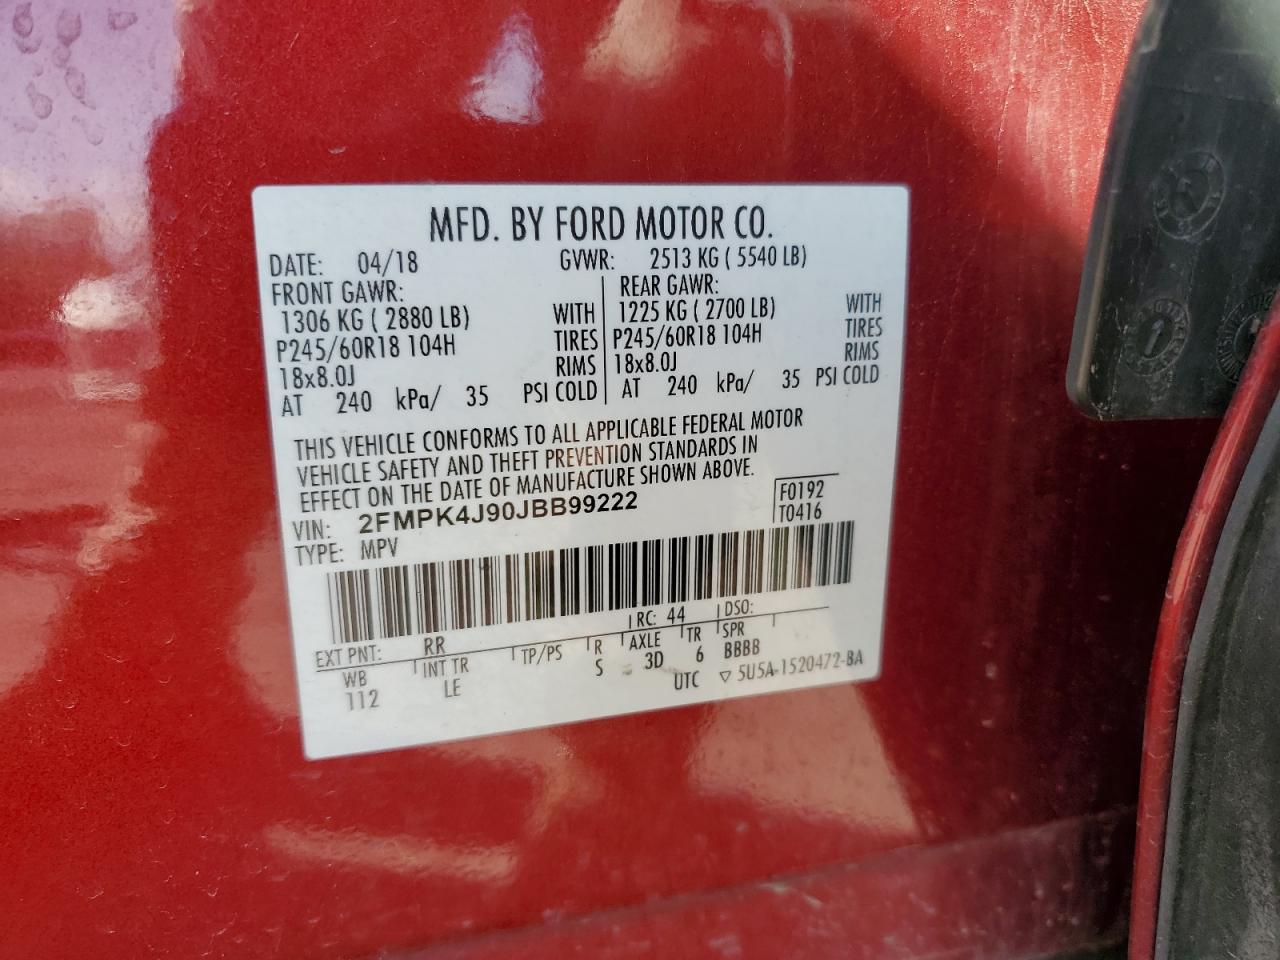 MFD. BY FORD MOTOR CO.
DATE: 04/18 GVWR: 2513 KG ( 5540 LB)
FRONT GAWR: REAR GAWR:
1306 KG ( 2880 LB) WITH 1225 KG ( 2700 LB) WITH
P245/60R18 104H TIRES P245/60R18 104H TIRES
18x8.0J RIMS 18x8.0J RIMS
AT 240 kPa/ 35 PSI COLD AT 240 kPa/ 35 PSI COLD
THIS VEHICLE CONFORMS TO ALL APPLICABLE FEDERAL MOTOR
VEHICLE SAFETY AND THEFT PREVENTION STANDARDS IN
EFFECT ON THE DATE OF MANUFACTURE SHOWN ABOVE.
VIN: 2FMPK4J90JBB99222 F0192
TYPE: MPV T0416
EXT PNT: RR RC: 44 DSO:
WB INT TR TP/PS R AXLE TR SPR
112 LE S 3D 6 BBBB
UTC ▽ 5U5A-1520472-BA